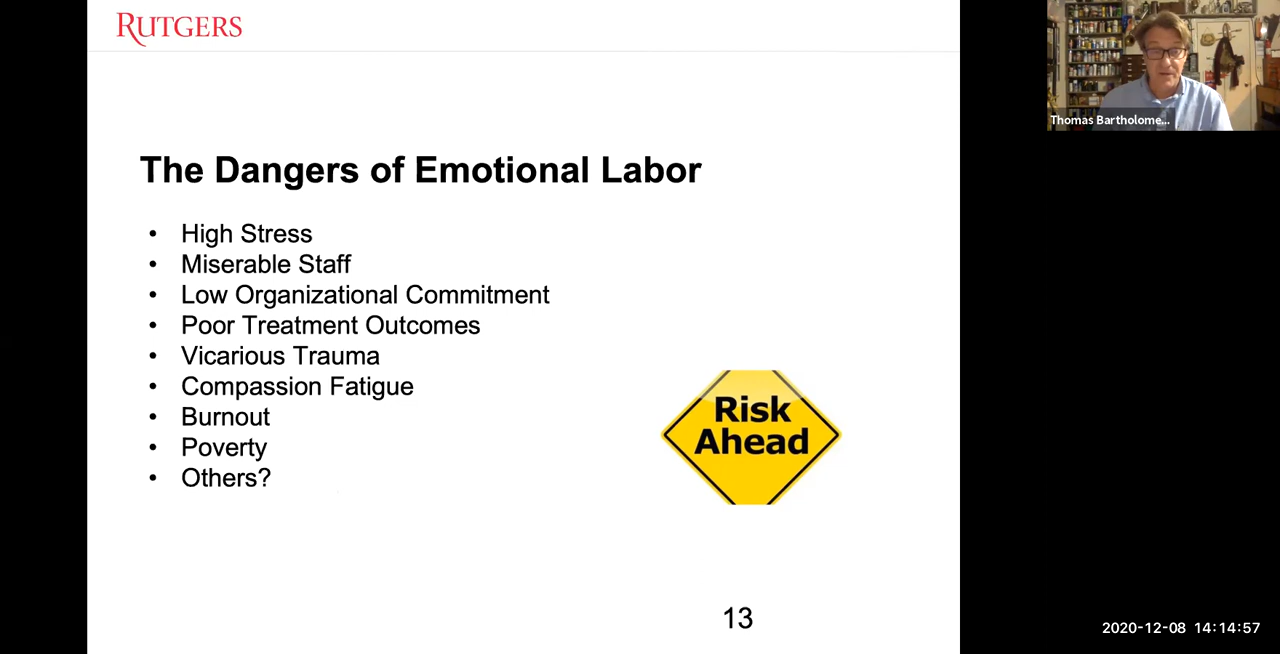 RUTGERS
Thomas Bartholome...
The Dangers of Emotional Labor
• High Stress
• Miserable Staff
• Low Organizational Commitment
• Poor Treatment Outcomes
• Vicarious Trauma
• Compassion Fatigue
• Burnout
• Poverty
• Others?
Risk
Ahead
13
2020-12-08 14:14:57